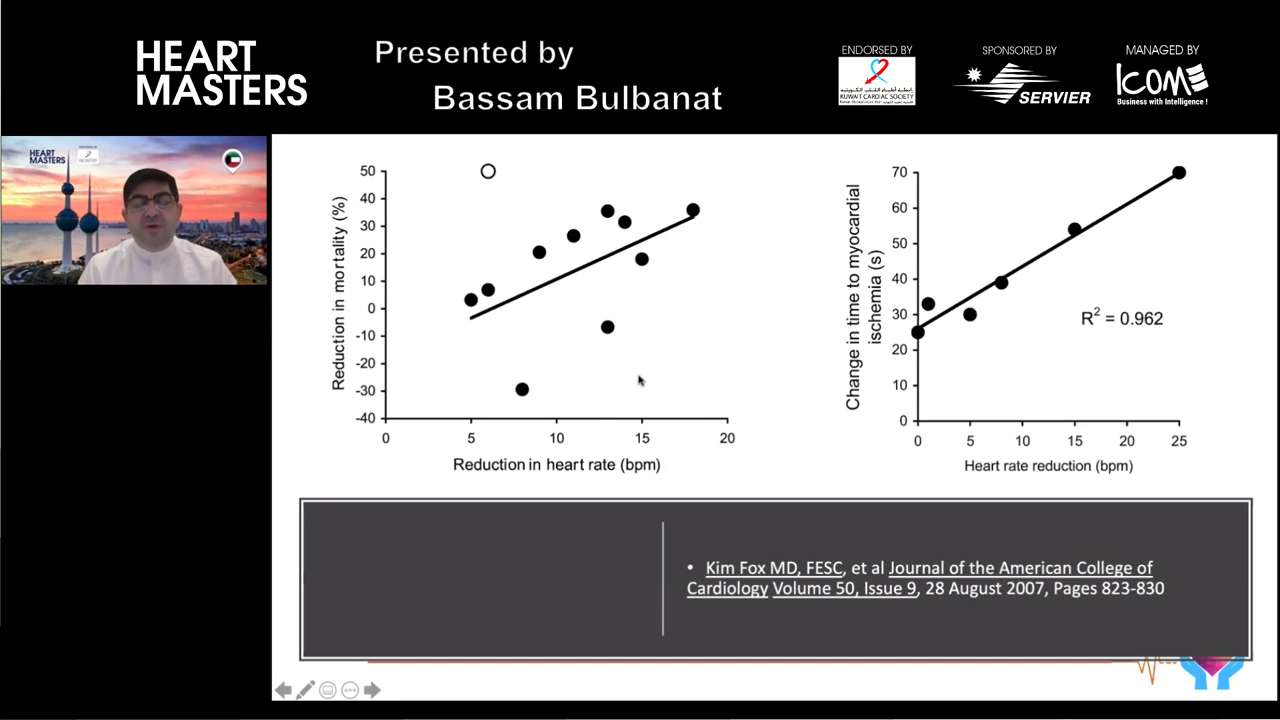 HEART
MASTERS
Presented by
Bassam Bulbanat
ENDORSED BY
KUWAIT CARDIAC SOCIETY
SPONSORED BY
SERVIER
MANAGED BY
ICOM
Business with Intelligence !
HEART
MASTERS
Reduction in mortality (%)
50
40
30
20
10
0
-10
-20
-30
-40
0 5 10 15 20
Reduction in heart rate (bpm)
Change in time to myocardial
ischemia (s)
70
60
50
40
30
20
10
0
R² = 0.962
0 5 10 15 20 25
Heart rate reduction (bpm)
• Kim Fox MD, FESC, et al Journal of the American College of
Cardiology Volume 50, Issue 9, 28 August 2007, Pages 823-830